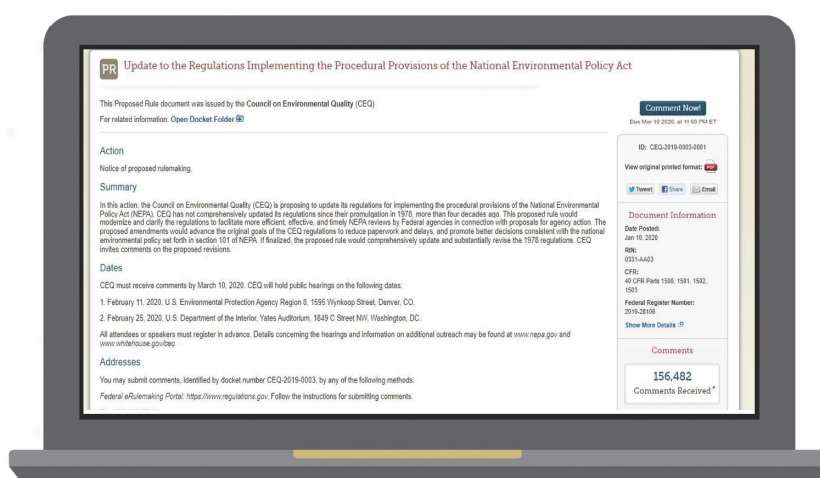 PR Update to the Regulations Implementing the Procedural Provisions of the National Environmental Policy Act
This Proposed Rule document was issued by the Council on Environmental Quality (CEQ)
For related information, Open Docket Folder
Action
Notice of proposed rulemaking.
Summary
In this action, the Council on Environmental Quality (CEQ) is proposing to update its regulations for implementing the procedural provisions of the National Environmental
Policy Act (NEPA). CEQ has not comprehensively updated its regulations since their promulgation in 1978, more than four decades ago. This proposed rule would
modernize and clarify the regulations to facilitate more efficient, effective, and timely NEPA reviews by Federal agencies in connection with proposals for agency action. The
proposed amendments would advance the original goals of the CEQ regulations to reduce paperwork and delays, and promote better decisions consistent with the national
environmental policy set forth in section 101 of NEPA. If finalized, the proposed rule would comprehensively update and substantially revise the 1978 regulations. CEQ
invites comments on the proposed revisions.
Dates
CEQ must receive comments by March 10, 2020. CEQ will hold public hearings on the following dates:
1. February 11, 2020, U.S. Environmental Protection Agency Region 8, 1595 Wynkoop Street, Denver, CO.
2. February 25, 2020, U.S. Department of the Interior, Yates Auditorium, 1849 C Street NW, Washington, DC.
All attendees or speakers must register in advance. Details concerning the hearings and information on additional outreach may be found at www.nepa.gov and
www.whitehouse.gov/ceq.
Addresses
You may submit comments, identified by docket number CEQ-2019-0003, by any of the following methods:
Federal eRulemaking Portal: https://www.regulations.gov. Follow the instructions for submitting comments.
Comment Now!
Due Mar 10 2020, at 11:59 PM ET
ID: CEQ-2019-0003-0001
View original printed format: PDF
Tweet Share Email
Document Information
Date Posted:
Jan 10, 2020
RIN:
0331-AA03
CFR:
40 CFR Parts 1500, 1501, 1502,
1503
Federal Register Number:
2019-28106
Show More Details
Comments
156,482
Comments Received*